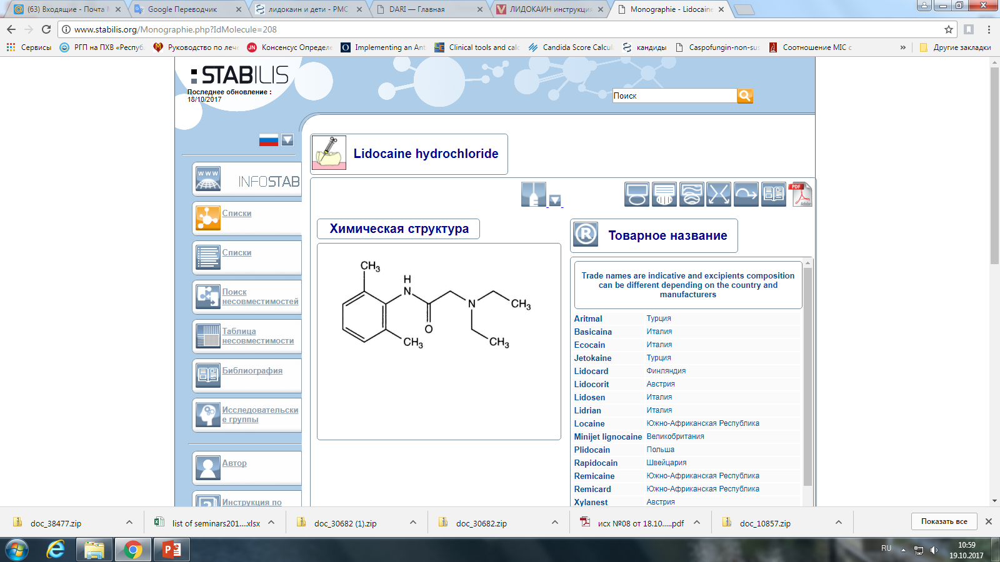 (63) Входящие - Почта
Google Переводчик
лидокаин и дети - PMC
DARI — Главная
ЛИДОКАИН инструкция
Monographie - Lidocaine
www.stabilis.org/Monographie.php?IdMolecule=208
Сервисы
РГП на ПХВ «Респуб
Руководство по лече
Консенсус Определе
Implementing an Ant
Clinical tools and calc
Candida Score Calcul
кандиды
Caspofungin-non-sus
Соотношение MIC с
»
Другие закладки
STABILIS
Последнее обновление :
18/10/2017
Поиск
Lidocaine hydrochloride
WWW
INFOSTAB
Списки
Списки
Поиск
несовместимостей
Таблица
несовместимости
Библиография
Исследовательски
е группы
Автор
Инструкция по
PDF
Adobe
Химическая структура
CH3
H
N
N
CH3
O
CH3
CH3
®
Товарное название
Trade names are indicative and excipients composition
can be different depending on the country and
manufacturers
Aritmal Турция
Basicaina Италия
Ecocain Италия
Jetokaine Турция
Lidocard Финляндия
Lidocorit Австрия
Lidosen Италия
Lidrian Италия
Locaine Южно-Африканская Республика
Minijet lignocaine Великобритания
Plidocain Польша
Rapidocain Швейцария
Remicaine Южно-Африканская Республика
Remicard Южно-Африканская Республика
Xylanest Австрия
doc_38477.zip
list of seminars201....xlsx
doc_30682 (1).zip
doc_30682.zip
исх №08 от 18.10.....pdf
doc_10857.zip
Показать все
RU
10:59
19.10.2017